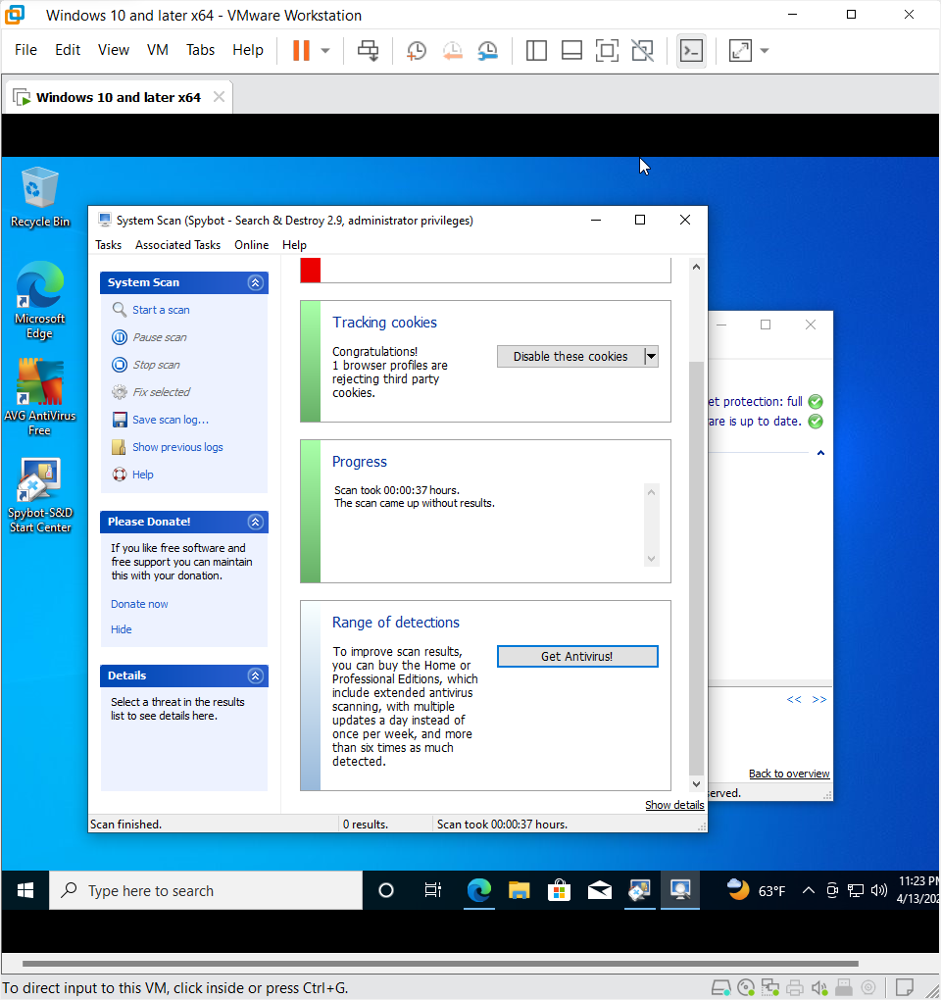 Windows 10 and later x64 - VMware Workstation
File Edit View VM Tabs Help
Windows 10 and later x64
Recycle Bin
Microsoft
Edge
AVG AntiVirus
Free
Spybot-S&D
Start Center
System Scan (Spybot - Search & Destroy 2.9, administrator privileges)
Tasks Associated Tasks Online Help
System Scan
Start a scan
Pause scan
Stop scan
Fix selected
Save scan log...
Show previous logs
Help
Please Donate!
If you like free software and
free support you can maintain
this with your donation.
Donate now
Hide
Details
Select a threat in the results
list to see details here.
Tracking cookies
Congratulations!
1 browser profiles are
rejecting third party
cookies.
Disable these cookies
Progress
Scan took 00:00:37 hours.
The scan came up without results.
Range of detections
To improve scan results,
you can buy the Home or
Professional Editions, which
include extended antivirus
scanning, with multiple
updates a day instead of
once per week, and more
than six times as much
detected.
Get Antivirus!
Show details
Scan finished. 0 results. Scan took 00:00:37 hours.
et protection: full
are is up to date.
<< >>
Back to overview
served.
Type here to search
63°F
11:23 PM
4/13/202
To direct input to this VM, click inside or press Ctrl+G.